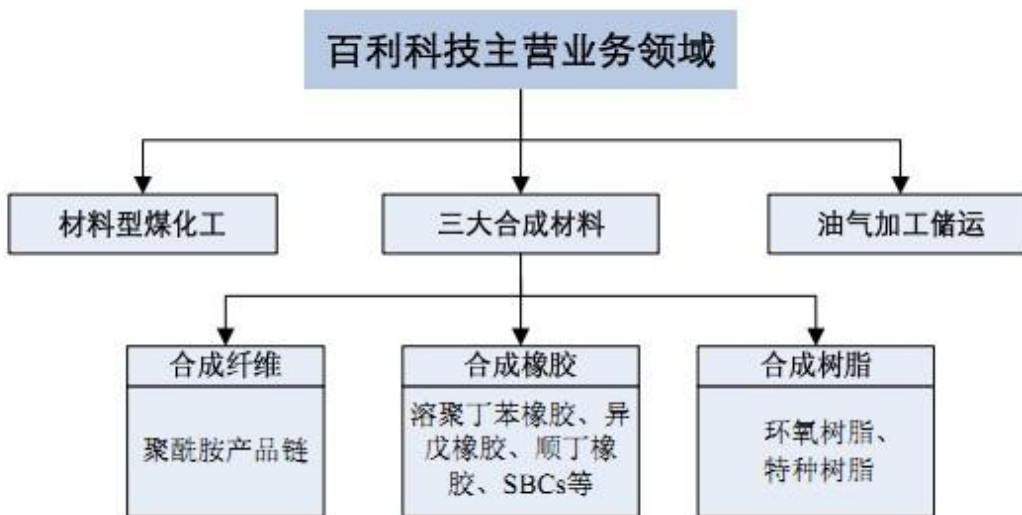 百利科技主营业务领域
材料型煤化工
三大合成材料
油气加工储运
合成纤维
聚酰胺产品链
合成橡胶
溶聚丁苯橡胶、异
戊橡胶、顺丁橡
胶、SBCs等
合成树脂
环氧树脂、
特种树脂